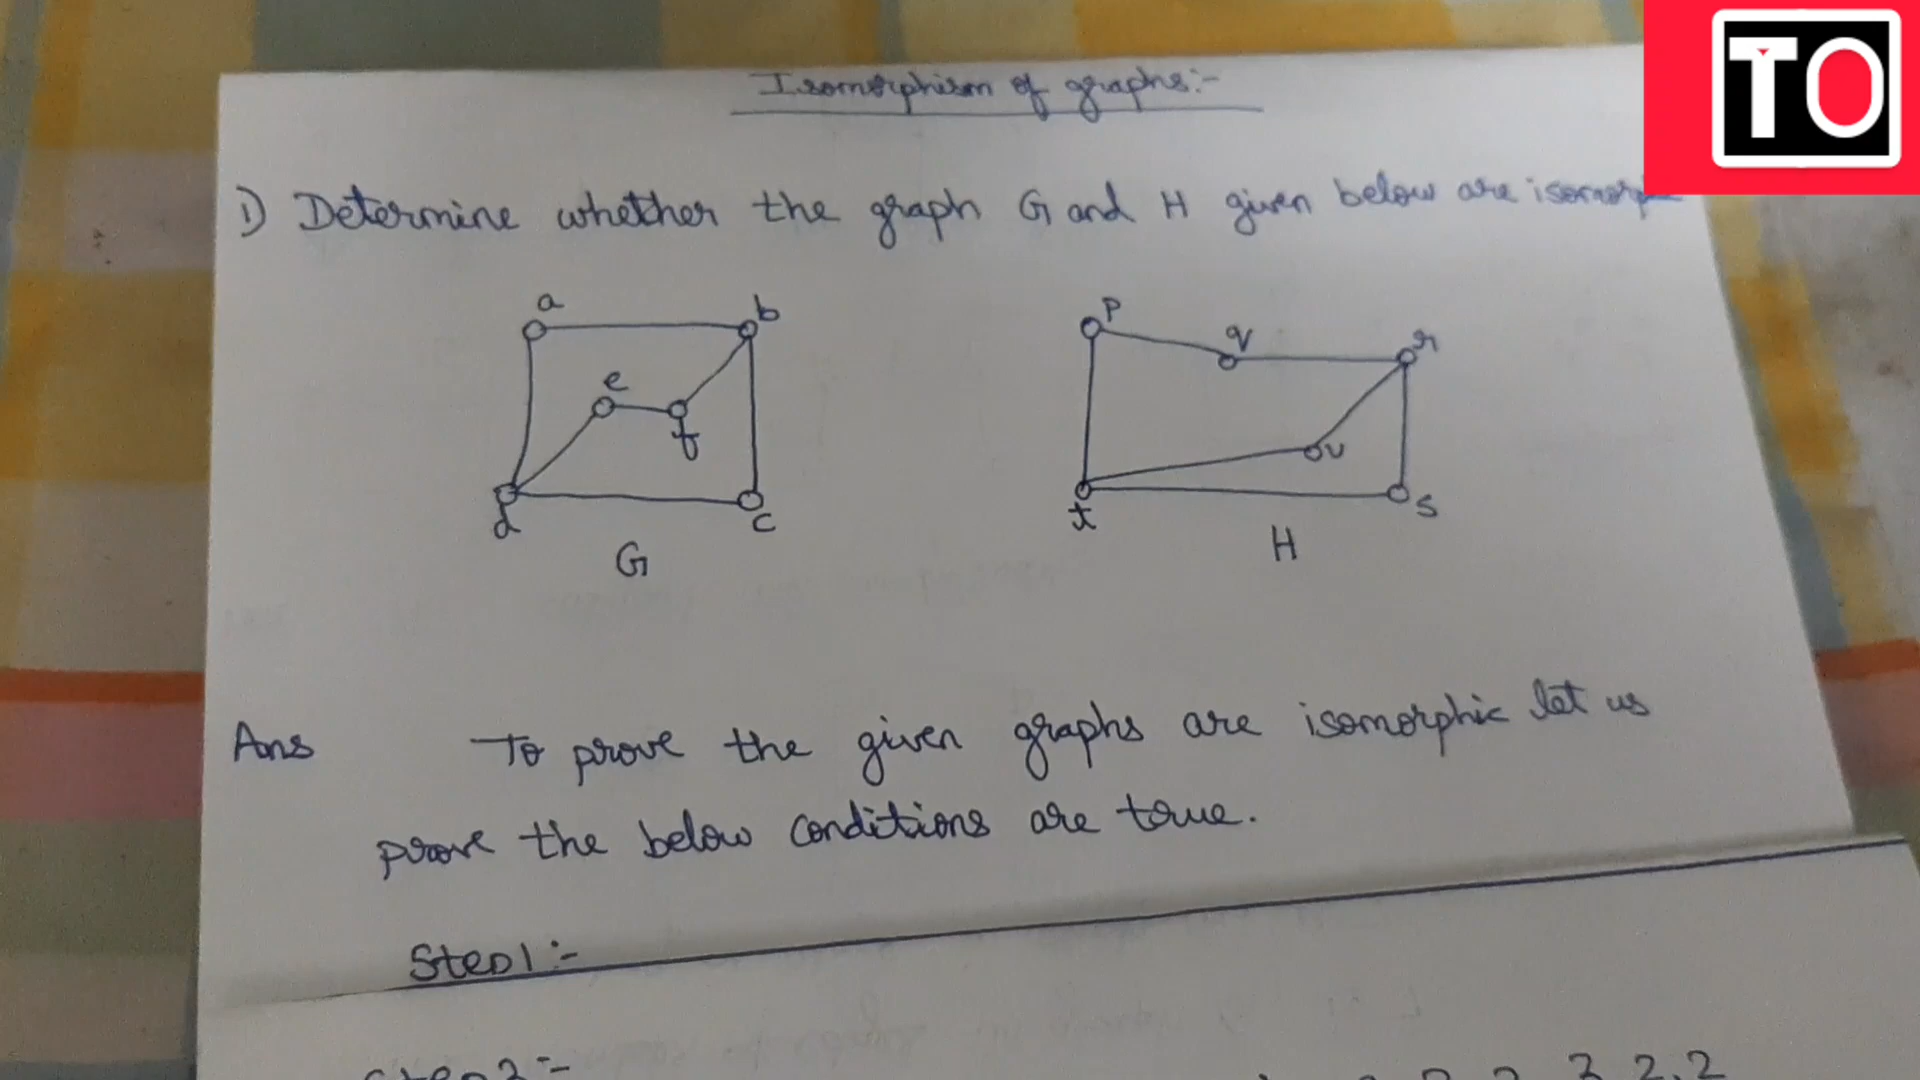 Isomorphism of graphs:-
TO
1) Determine whether the graph G and H given below are
a
b
e
f
d
c
G
p
q
r
u
t
s
H
Ans To prove the given graphs are isomorphic let us
prove the below conditions are true.
Step1:-